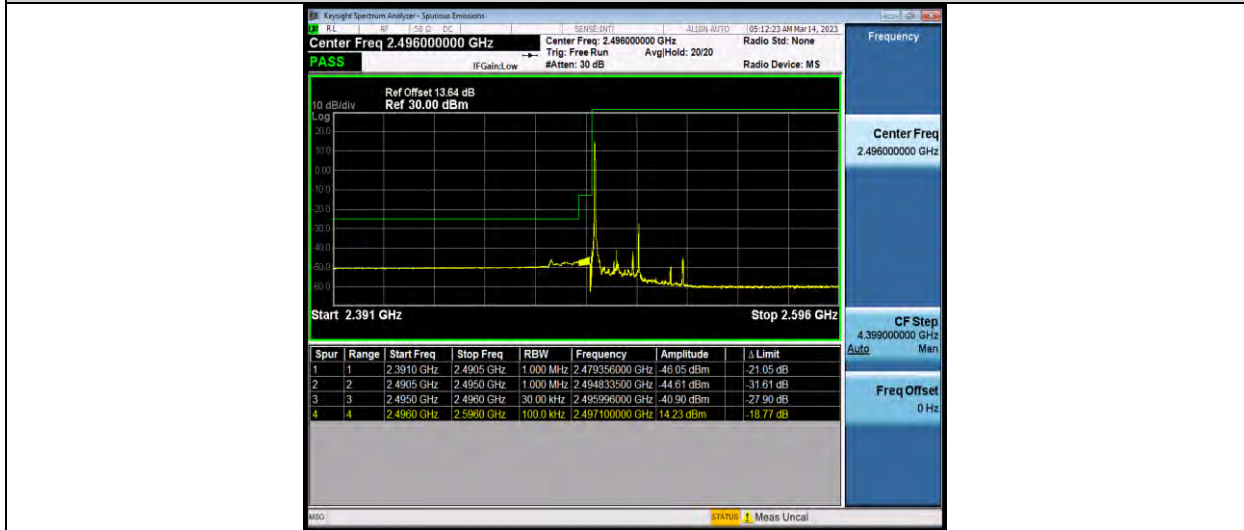 Keysight Spectrum Analyzer - Spurious Emissions
RL RF 50 Ω DC SENSE:INT ALIGN AUTO 05:12:23 AM Mar 14, 2023
Center Freq 2.496000000 GHz
Center Freq: 2.496000000 GHz
Radio Std: None
Trig: Free Run Avg|Hold: 20/20
PASS
IFGain:Low
#Atten: 30 dB
Radio Device: MS
Ref Offset 13.64 dB
10 dB/div Ref 30.00 dBm
Log
20.0
10.0
0.00
-10.0
-20.0
-30.0
-40.0
-50.0
-60.0
Start 2.391 GHz Stop 2.596 GHz
Spur Range Start Freq Stop Freq RBW Frequency Amplitude Δ Limit
1 1 2.3910 GHz 2.4905 GHz 1.000 MHz 2.479356000 GHz -46.05 dBm -21.05 dB
2 2 2.4905 GHz 2.4950 GHz 1.000 MHz 2.494833500 GHz -44.61 dBm -31.61 dB
3 3 2.4950 GHz 2.4960 GHz 30.00 kHz 2.495996000 GHz -40.90 dBm -27.90 dB
4 4 2.4960 GHz 2.5960 GHz 100.0 kHz 2.497100000 GHz 14.23 dBm -18.77 dB
Frequency
Center Freq
2.496000000 GHz
CF Step
4.399000000 GHz
Auto Man
Freq Offset
0 Hz
MSG STATUS Meas Uncal